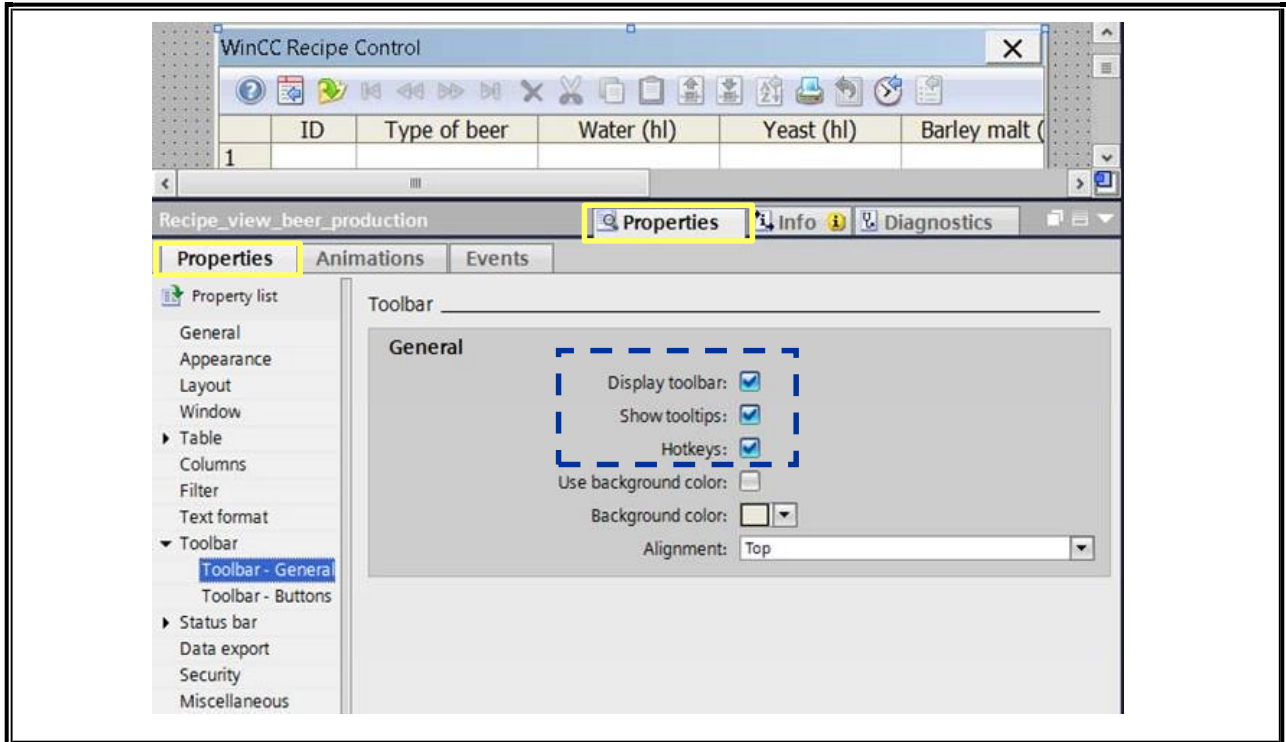 WinCC Recipe Control
ID Type of beer Water (hl) Yeast (hl) Barley malt (
1
Recipe_view_beer_production Properties Info Diagnostics
Properties Animations Events
Property list
Toolbar
General
General
Appearance
Display toolbar:
Layout
Show tooltips:
Window
Hotkeys:
Table
Columns
Use background color:
Filter
Background color:
Text format
Alignment: Top
Toolbar
Toolbar - General
Toolbar - Buttons
Status bar
Data export
Security
Miscellaneous